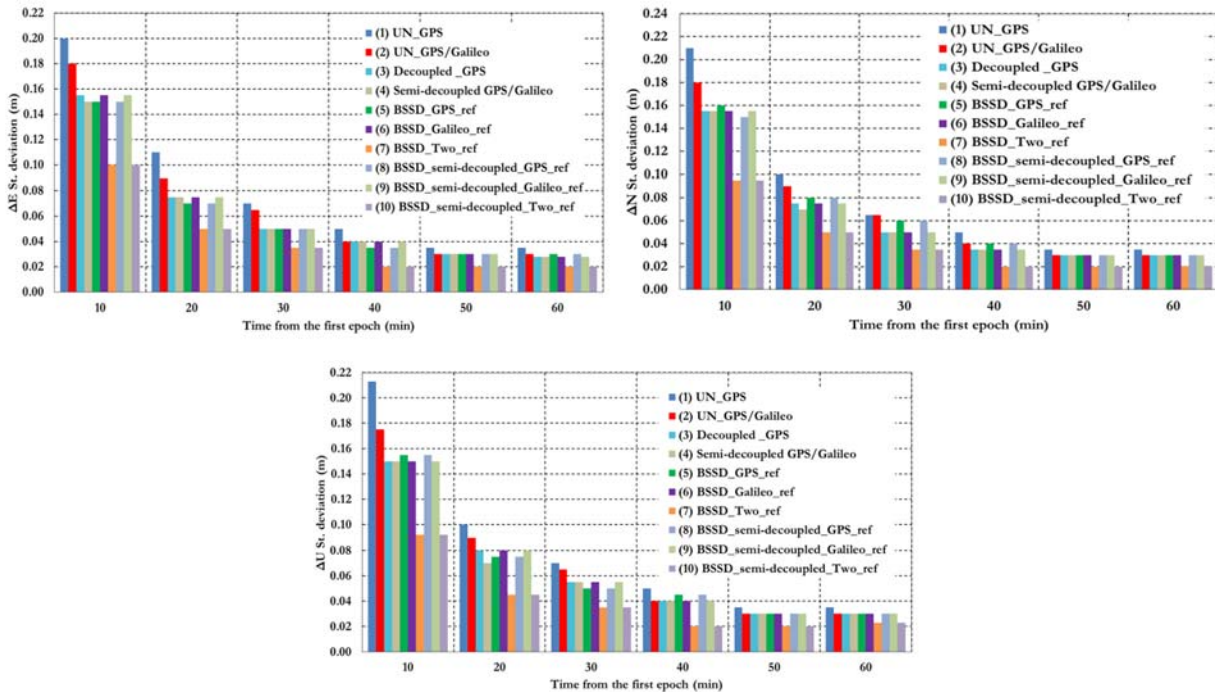 ΔE St. deviation (m)
0.22
0.20
0.18
0.16
0.14
0.12
0.10
0.08
0.06
0.04
0.02
0.00
(1) UN_GPS
(2) UN_GPS/Galileo
(3) Decoupled _GPS
(4) Semi-decoupled GPS/Galileo
(5) BSSD_GPS_ref
(6) BSSD_Galileo_ref
(7) BSSD_Two_ref
(8) BSSD_semi-decoupled_GPS_ref
(9) BSSD_semi-decoupled_Galileo_ref
(10) BSSD_semi-decoupled_Two_ref
10 20 30 40 50 60
Time from the first epoch (min)
ΔN St. deviation (m)
0.24
0.22
0.20
0.18
0.16
0.14
0.12
0.10
0.08
0.06
0.04
0.02
0.00
(1) UN_GPS
(2) UN_GPS/Galileo
(3) Decoupled _GPS
(4) Semi-decoupled GPS/Galileo
(5) BSSD_GPS_ref
(6) BSSD_Galileo_ref
(7) BSSD_Two_ref
(8) BSSD_semi-decoupled_GPS_ref
(9) BSSD_semi-decoupled_Galileo_ref
(10) BSSD_semi-decoupled_Two_ref
10 20 30 40 50 60
Time from the first epoch (min)
ΔU St. deviation (m)
0.22
0.20
0.18
0.16
0.14
0.12
0.10
0.08
0.06
0.04
0.02
0.00
(1) UN_GPS
(2) UN_GPS/Galileo
(3) Decoupled _GPS
(4) Semi-decoupled GPS/Galileo
(5) BSSD_GPS_ref
(6) BSSD_Galileo_ref
(7) BSSD_Two_ref
(8) BSSD_semi-decoupled_GPS_ref
(9) BSSD_semi-decoupled_Galileo_ref
(10) BSSD_semi-decoupled_Two_ref
10 20 30 40 50 60
Time from the first epoch (min)